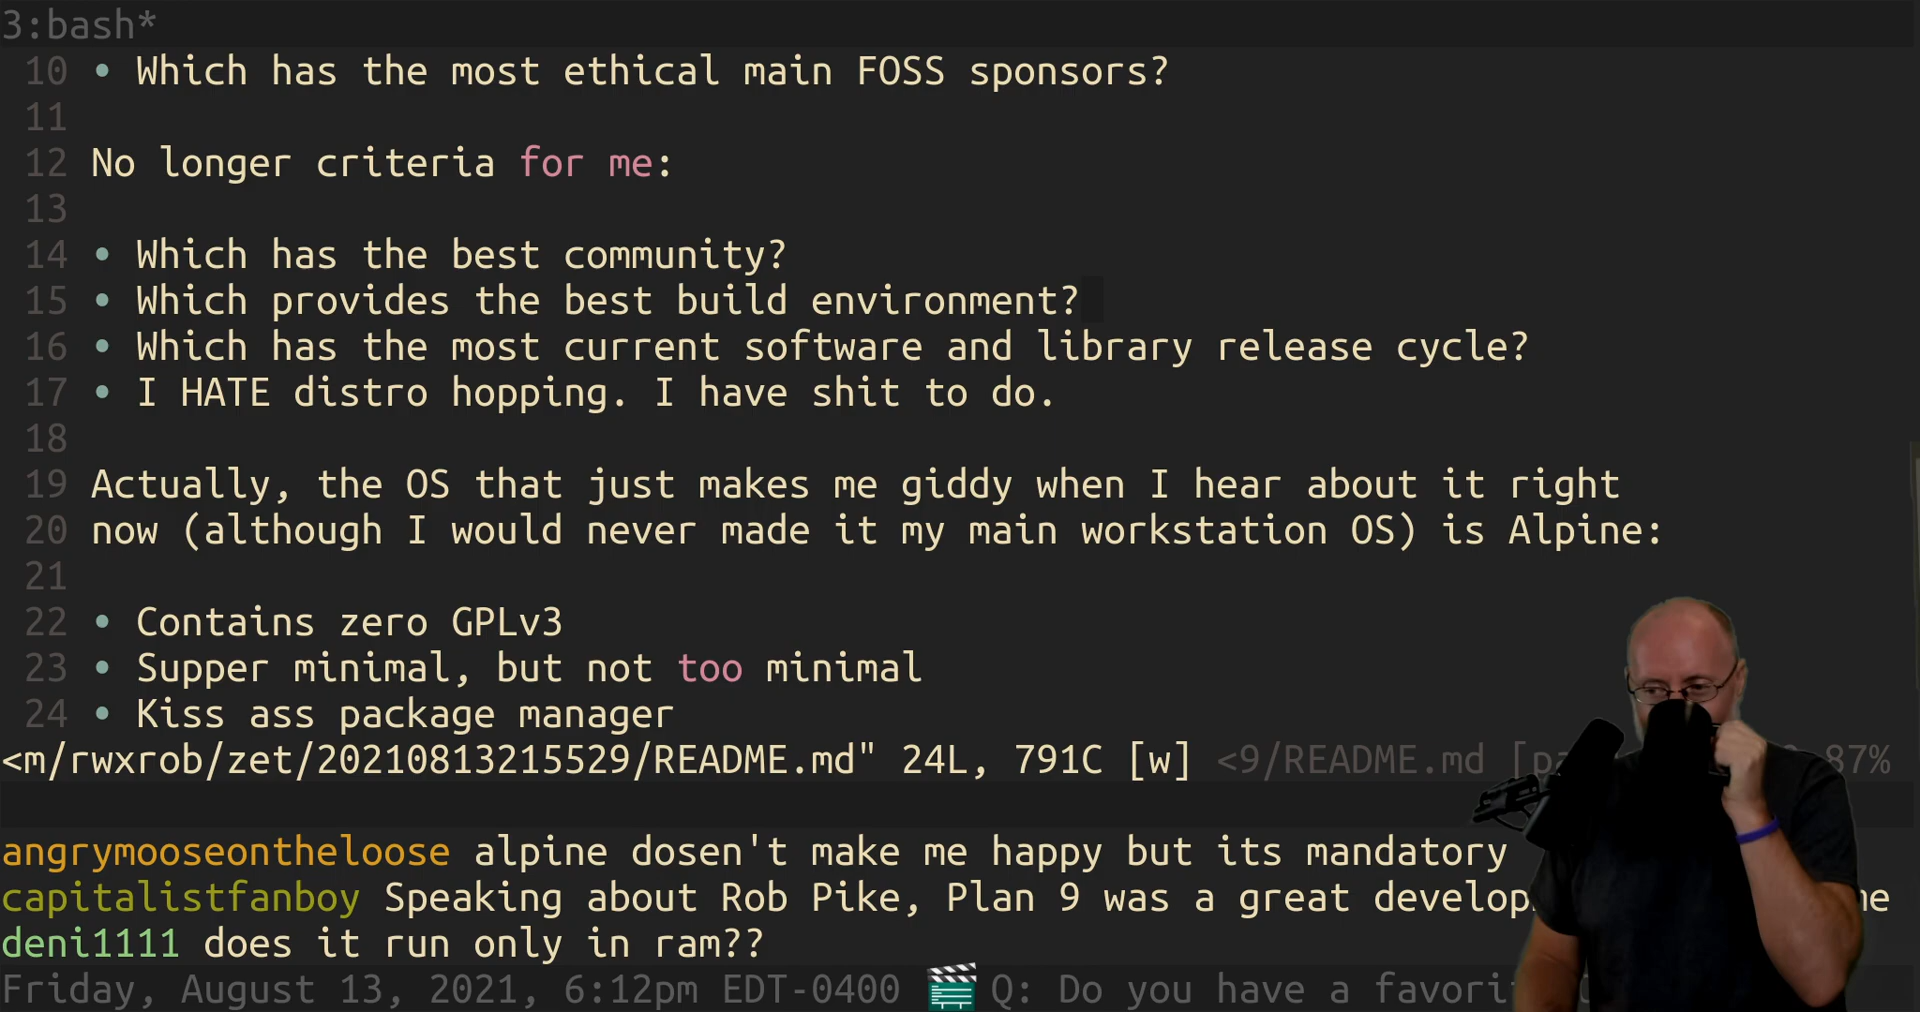 3:bash*
10 • Which has the most ethical main FOSS sponsors?
11
12 No longer criteria for me:
13
14 • Which has the best community?
15 • Which provides the best build environment?
16 • Which has the most current software and library release cycle?
17 • I HATE distro hopping. I have shit to do.
18
19 Actually, the OS that just makes me giddy when I hear about it right
20 now (although I would never made it my main workstation OS) is Alpine:
21
22 • Contains zero GPLv3
23 • Supper minimal, but not too minimal
24 • Kiss ass package manager
<m/rwxrob/zet/20210813215529/README.md" 24L, 791C [w] <9/README.md 87%
angrymooseontheloose alpine dosen't make me happy but its mandatory
capitalistfanboy Speaking about Rob Pike, Plan 9 was a great
deni1111 does it run only in ram??
Friday, August 13, 2021, 6:12pm EDT-0400 🎬 Q: Do you have a